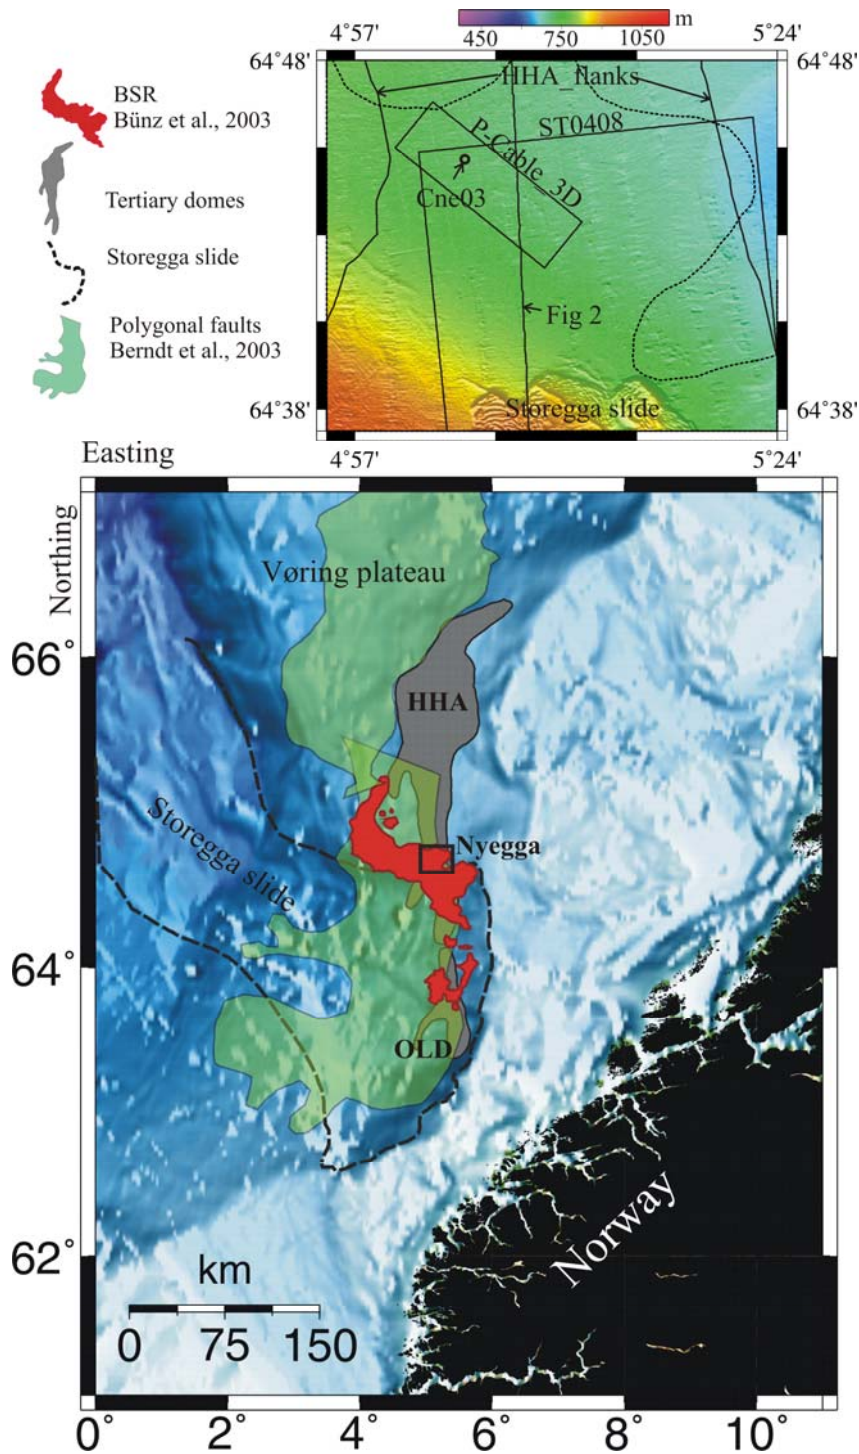 450 750 1050 m
4°57' 5°24'
64°48' 64°48'
HHA_flanks
ST0408
P-Cable_3D
Cne03
Fig 2
64°38' Storegga slide 64°38'
4°57' 5°24'
BSR
Bünz et al., 2003
Tertiary domes
Storegga slide
Polygonal faults
Berndt et al., 2003
Easting
Northing
Vøring plateau
66°
HHA
Storegga slide
Nyegga
64°
OLD
Norway
62°
km
0 75 150
0° 2° 4° 6° 8° 10°